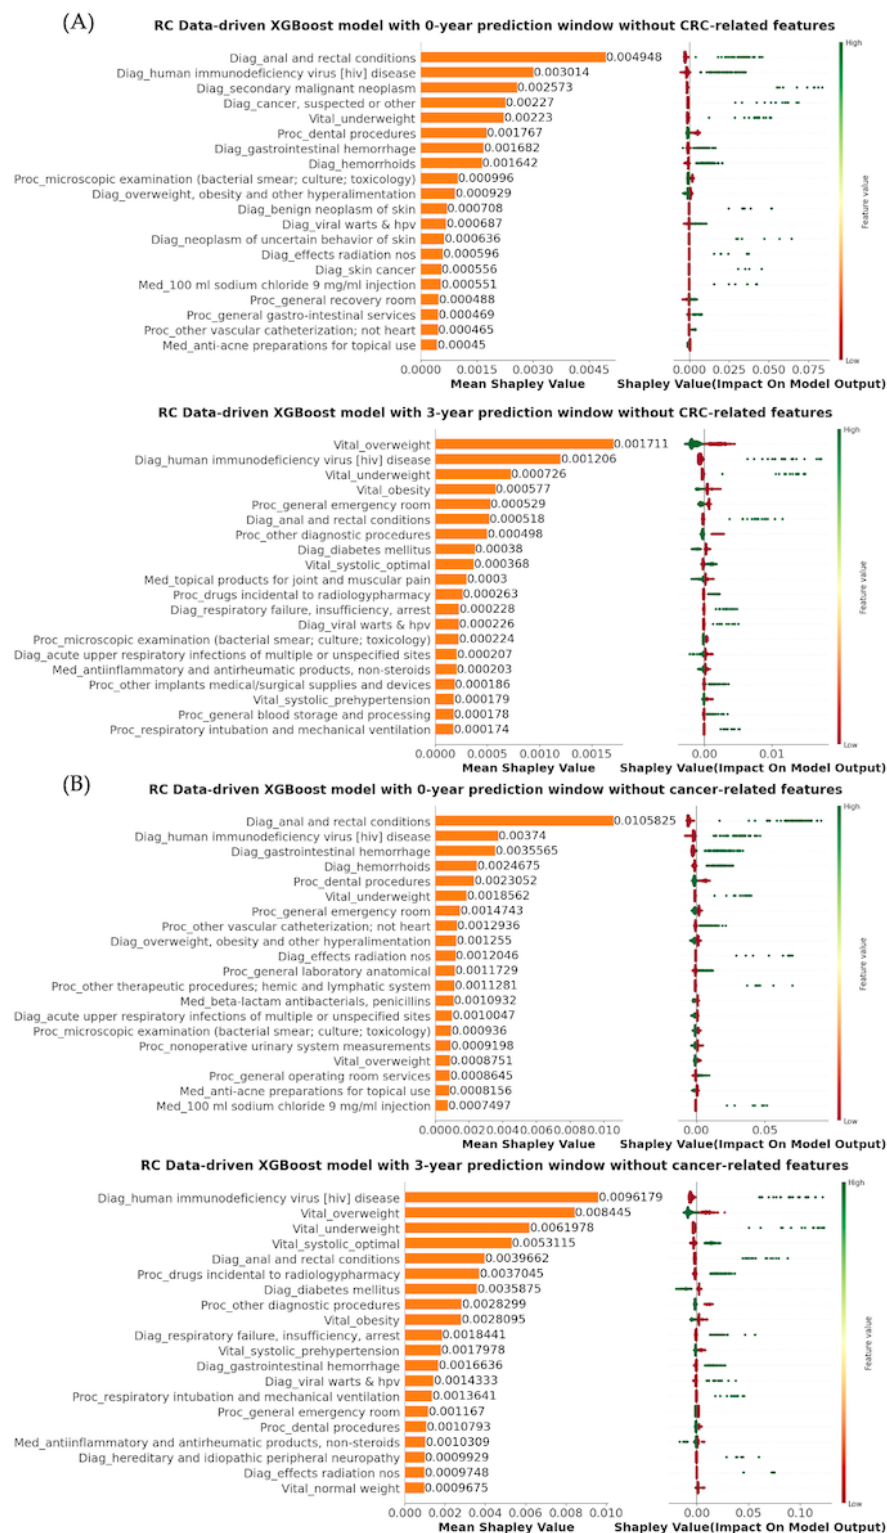 (A)
RC Data-driven XGBoost model with 0-year prediction window without CRC-related features
Diag_anal and rectal conditions 0.004948
Diag_human immunodeficiency virus [hiv] disease 0.003014
Diag_secondary malignant neoplasm 0.002573
Diag_cancer, suspected or other 0.00227
Vital_underweight 0.00223
Proc_dental procedures 0.001767
Diag_gastrointestinal hemorrhage 0.001682
Diag_hemorrhoids 0.001642
Proc_microscopic examination (bacterial smear; culture; toxicology) 0.000996
Diag_overweight, obesity and other hyperalimentation 0.000929
Diag_benign neoplasm of skin 0.000708
Diag_viral warts & hpv 0.000687
Diag_neoplasm of uncertain behavior of skin 0.000636
Diag_effects radiation nos 0.000596
Diag_skin cancer 0.000556
Med_100 ml sodium chloride 9 mg/ml injection 0.000551
Proc_general recovery room 0.000488
Proc_general gastro-intestinal services 0.000469
Proc_other vascular catheterization; not heart 0.000465
Med_anti-acne preparations for topical use 0.00045
0.0000 0.0015 0.0030 0.0045
Mean Shapley Value
0.000 0.025 0.050 0.075
Shapley Value(Impact On Model Output)
High
Feature value
Low
RC Data-driven XGBoost model with 3-year prediction window without CRC-related features
Vital_overweight 0.001711
Diag_human immunodeficiency virus [hiv] disease 0.001206
Vital_underweight 0.000726
Vital_obesity 0.000577
Proc_general emergency room 0.000529
Diag_anal and rectal conditions 0.000518
Proc_other diagnostic procedures 0.000498
Diag_diabetes mellitus 0.00038
Vital_systolic_optimal 0.000368
Med_topical products for joint and muscular pain 0.0003
Proc_drugs incidental to radiologypharmacy 0.000263
Diag_respiratory failure, insufficiency, arrest 0.000228
Diag_viral warts & hpv 0.000226
Proc_microscopic examination (bacterial smear; culture; toxicology) 0.000224
Diag_acute upper respiratory infections of multiple or unspecified sites 0.000207
Med_antiinflammatory and antirheumatic products, non-steroids 0.000203
Proc_other implants medical/surgical supplies and devices 0.000186
Vital_systolic_prehypertension 0.000179
Proc_general blood storage and processing 0.000178
Proc_respiratory intubation and mechanical ventilation 0.000174
0.0000 0.0005 0.0010 0.0015
Mean Shapley Value
0.00 0.01
Shapley Value(Impact On Model Output)
High
Feature value
Low
(B)
RC Data-driven XGBoost model with 0-year prediction window without cancer-related features
Diag_anal and rectal conditions 0.0105825
Diag_human immunodeficiency virus [hiv] disease 0.00374
Diag_gastrointestinal hemorrhage 0.0035565
Diag_hemorrhoids 0.0024675
Proc_dental procedures 0.0023052
Vital_underweight 0.0018562
Proc_general emergency room 0.0014743
Proc_other vascular catheterization; not heart 0.0012936
Diag_overweight, obesity and other hyperalimentation 0.001255
Diag_effects radiation nos 0.0012046
Proc_general laboratory anatomical 0.0011729
Proc_other therapeutic procedures; hemic and lymphatic system 0.0011281
Med_beta-lactam antibacterials, penicillins 0.0010932
Diag_acute upper respiratory infections of multiple or unspecified sites 0.0010047
Proc_microscopic examination (bacterial smear; culture; toxicology) 0.000936
Proc_nonoperative urinary system measurements 0.0009198
Vital_overweight 0.0008751
Proc_general operating room services 0.0008645
Med_anti-acne preparations for topical use 0.0008156
Med_100 ml sodium chloride 9 mg/ml injection 0.0007497
0.000 0.002 0.004 0.006 0.008 0.010
Mean Shapley Value
0.00 0.05
Shapley Value(Impact On Model Output)
High
Feature value
Low
RC Data-driven XGBoost model with 3-year prediction window without cancer-related features
Diag_human immunodeficiency virus [hiv] disease 0.0096179
Vital_overweight 0.008445
Vital_underweight 0.0061978
Vital_systolic_optimal 0.0053115
Diag_anal and rectal conditions 0.0039662
Proc_drugs incidental to radiologypharmacy 0.0037045
Diag_diabetes mellitus 0.0035875
Proc_other diagnostic procedures 0.0028299
Vital_obesity 0.0028095
Diag_respiratory failure, insufficiency, arrest 0.0018441
Vital_systolic_prehypertension 0.0017978
Diag_gastrointestinal hemorrhage 0.0016636
Diag_viral warts & hpv 0.0014333
Proc_respiratory intubation and mechanical ventilation 0.0013641
Proc_general emergency room 0.001167
Proc_dental procedures 0.0010793
Med_antiinflammatory and antirheumatic products, non-steroids 0.0010309
Diag_hereditary and idiopathic peripheral neuropathy 0.0009929
Diag_effects radiation nos 0.0009748
Vital_normal weight 0.0009675
0.000 0.002 0.004 0.006 0.008 0.010
Mean Shapley Value
0.00 0.05 0.10
Shapley Value(Impact On Model Output)
High
Feature value
Low